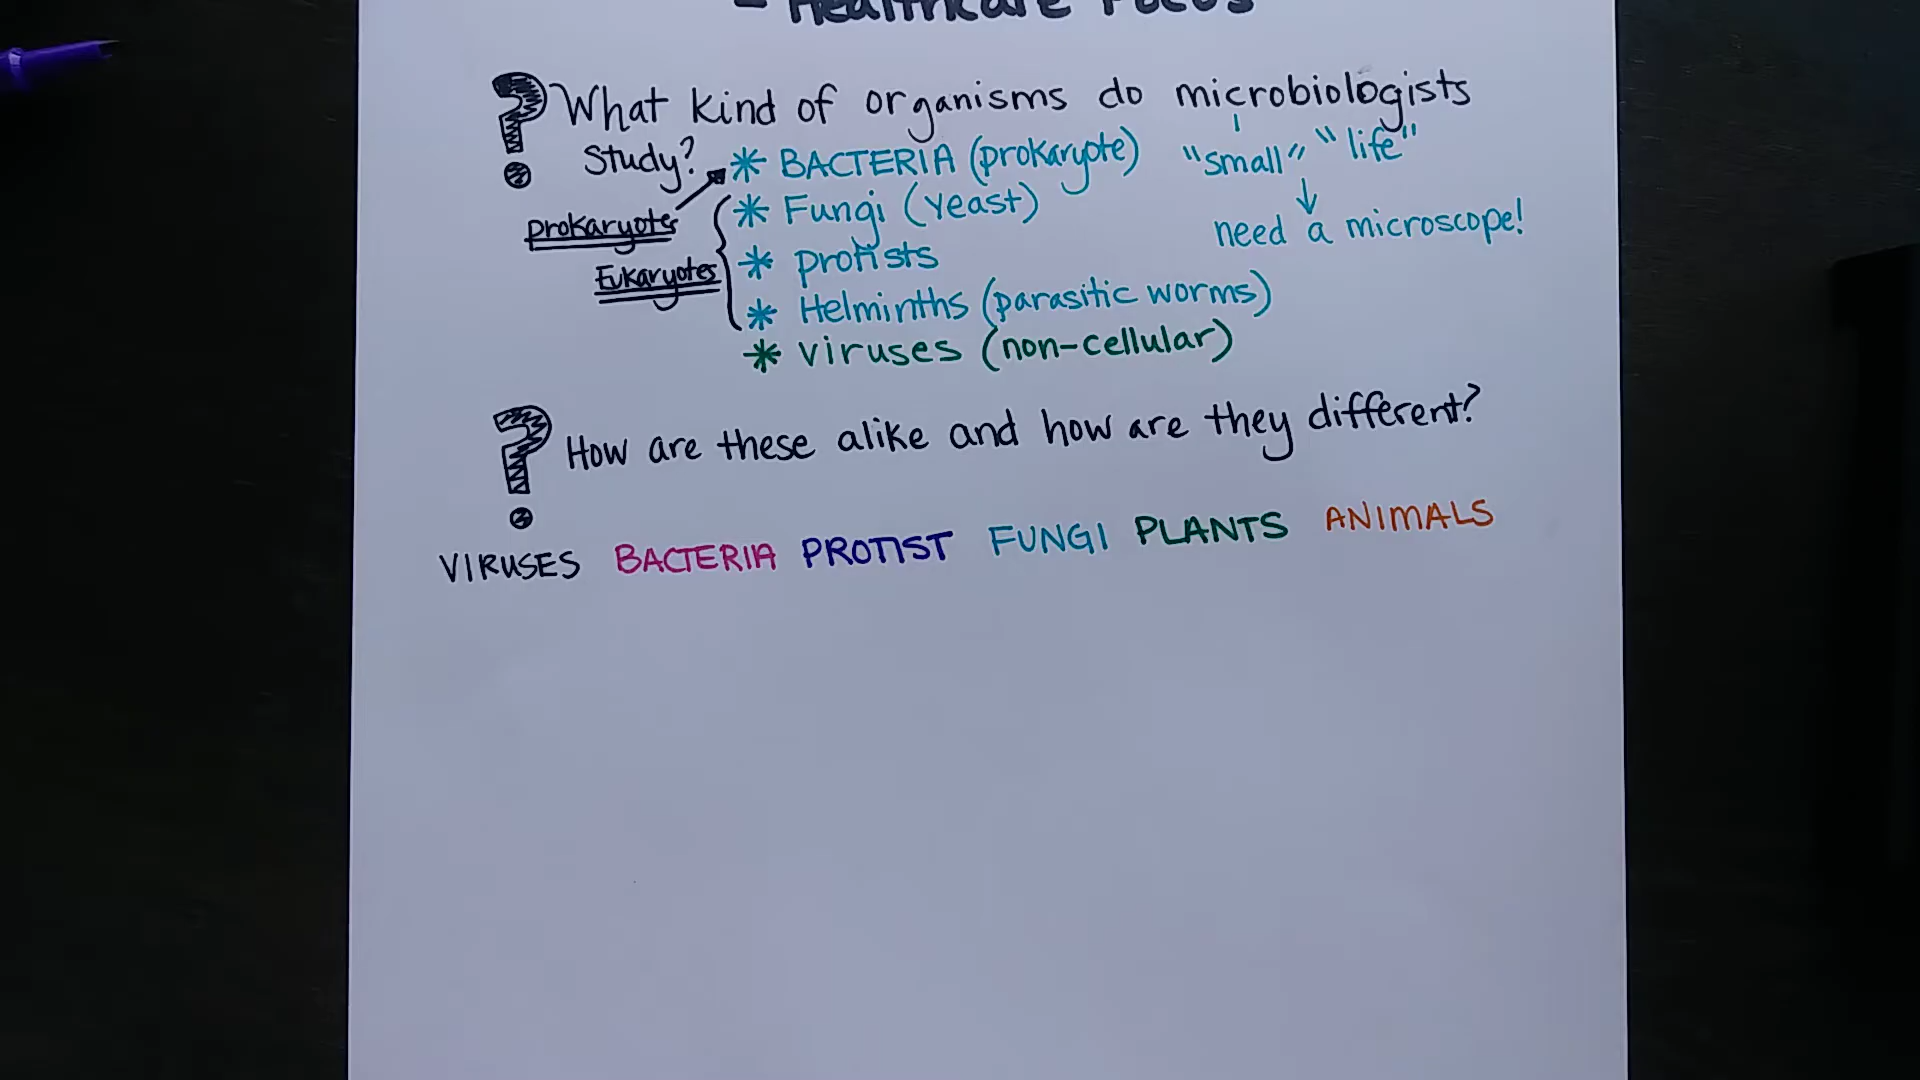 - Healthcare Focus
? What kind of organisms do microbiologists
Study? * BACTERIA (prokaryote) "small" "life"
prokaryotes * Fungi (yeast) need a microscope!
Eukaryotes * protists
* Helminths (parasitic worms)
* viruses (non-cellular)
? How are these alike and how are they different?
VIRUSES BACTERIA PROTIST FUNGI PLANTS ANIMALS